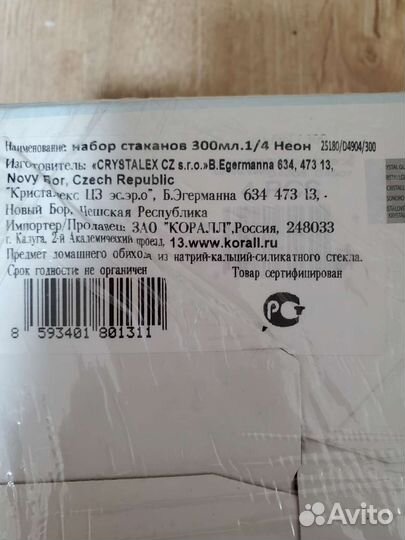 Наименование: набор стаканов 300мл.1/4 Неон 2S180/D4904/300
Изготовитель: «CRYSTALEX CZ s.r.o.»B.Egermanna 634, 473 13,
Novy Bor, Czech Republic
"Кристалекс ЦЗ эс.эр.о", Б.Эгерманна 634 473 13, -
Новый Бор, Чешская Республика
Импортер/Продавец: ЗАО "КОРАЛЛ",Россия, 248033
г. Калуга, 2-й Академический проезд, 13.www.korall.ru
Предмет домашнего обихода из натрий-кальций-силикатного стекла.
Срок годности не органичен Товар сертифицирован
8 593401 801311
РСТ
Avito